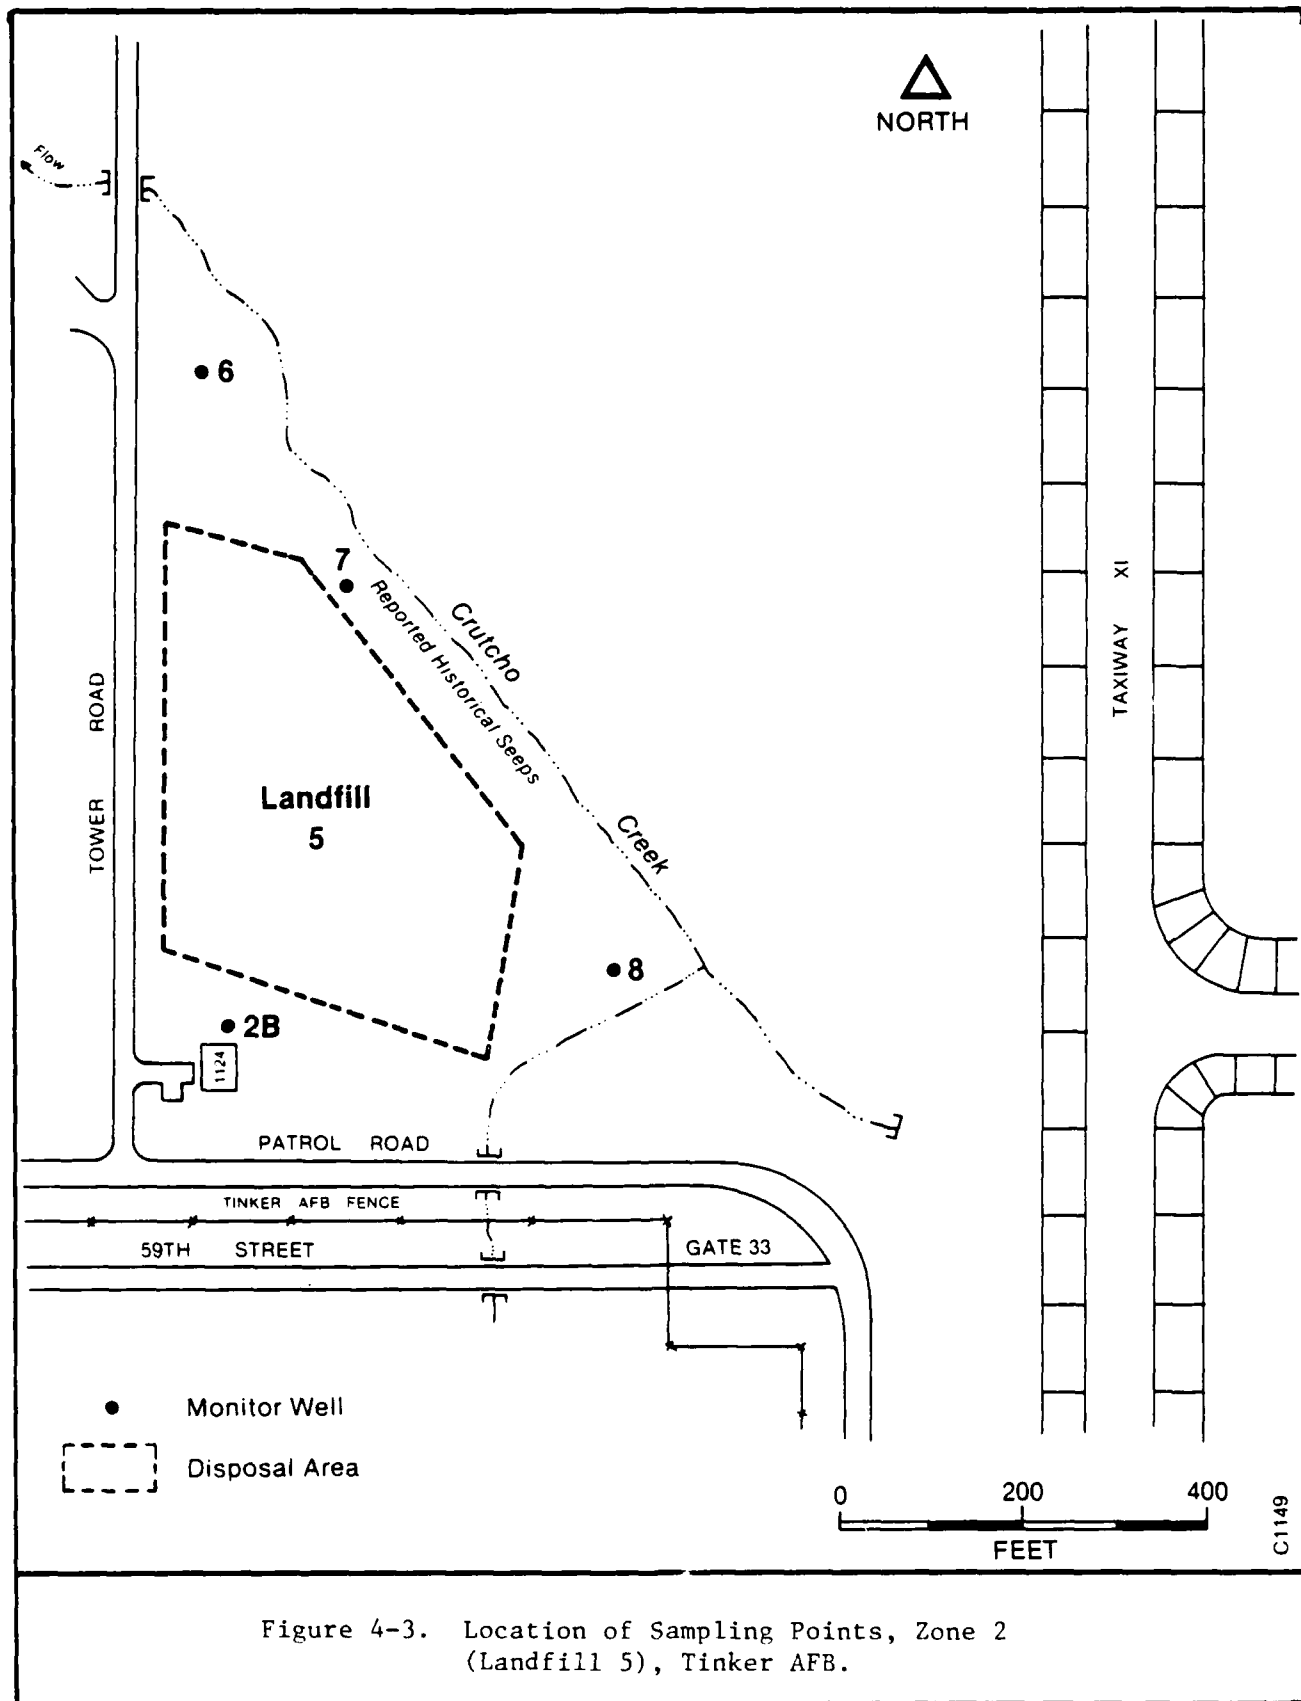 NORTH
Flow
6
7
Reported Historical Seeps
Crutcho
Creek
TAXIWAY XI
TOWER ROAD
Landfill
5
8
2B
1124
PATROL ROAD
TINKER AFB FENCE
59TH STREET
GATE 33
Monitor Well
Disposal Area
0 200 400
FEET
C1149
Figure 4-3. Location of Sampling Points, Zone 2
(Landfill 5), Tinker AFB.